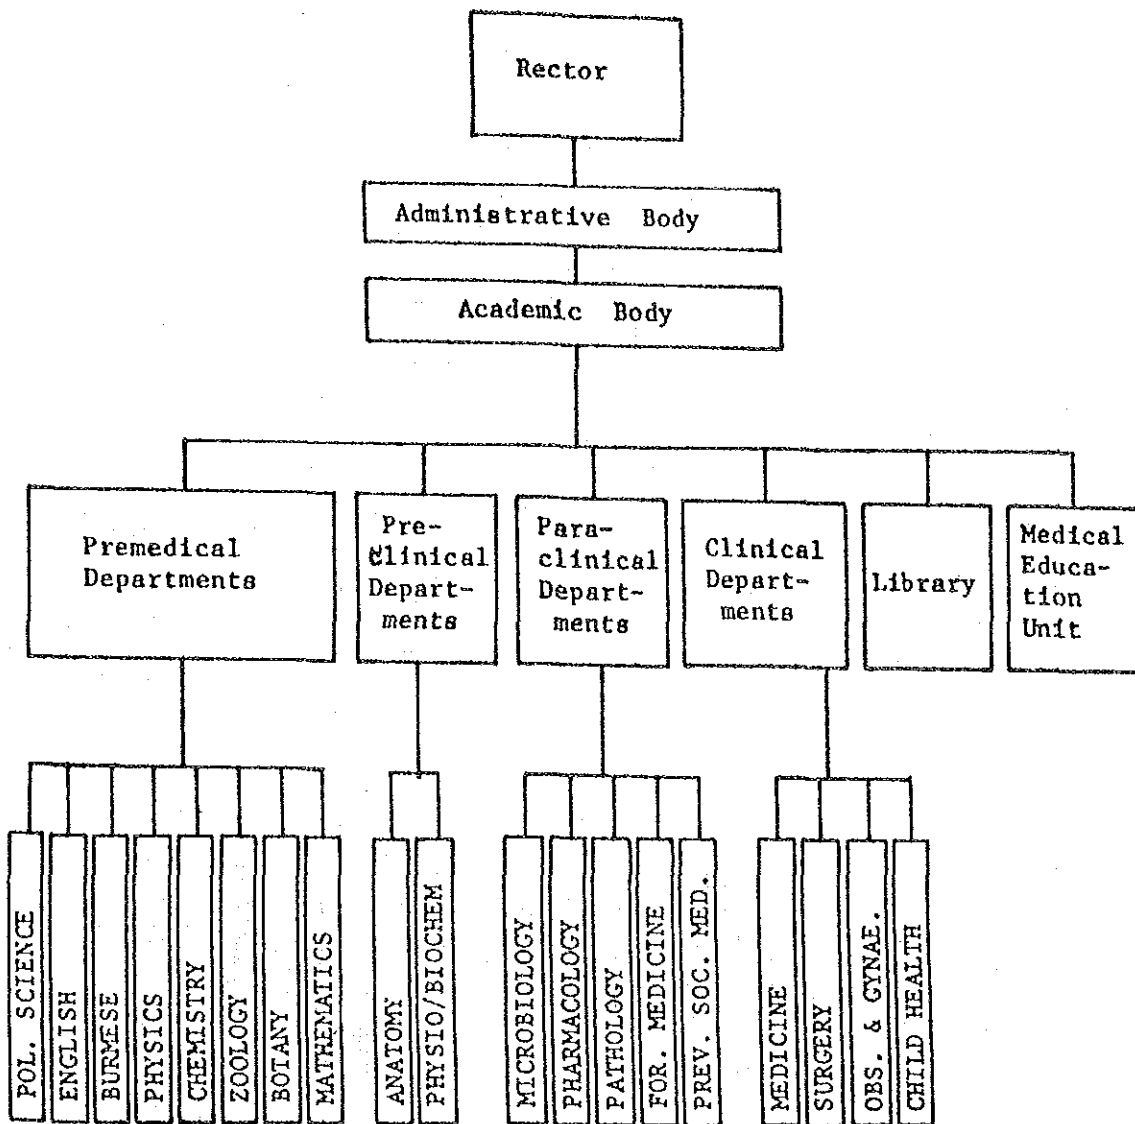 Rector
Administrative Body
Academic Body
Premedical
Departments
Pre-
Clinical
Depart-
ments
Para-
clinical
Depart-
ments
Clinical
Depart-
ments
Library
Medical
Educa-
tion
Unit
POL. SCIENCE
ENGLISH
BURMESE
PHYSICS
CHEMISTRY
ZOOLOGY
BOTANY
MATHEMATICS
ANATOMY
PHYSIO/BIOCHEM
MICROBIOLOGY
PHARMACOLOGY
PATHOLOGY
FOR. MEDICINE
PREV. SOC. MED.
MEDICINE
SURGERY
OBS. & GYNAE.
CHILD HEALTH